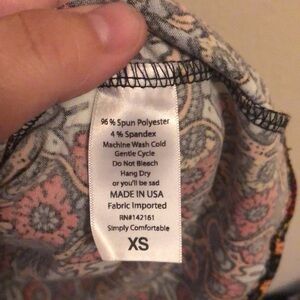 96% Spun Polyester
4% Spandex
Machine Wash Cold
Gentle Cycle
Do Not Bleach
Hang Dry
or you'll be sad
MADE IN USA
Fabric Imported
RN#142161
Simply Comfortable
XS